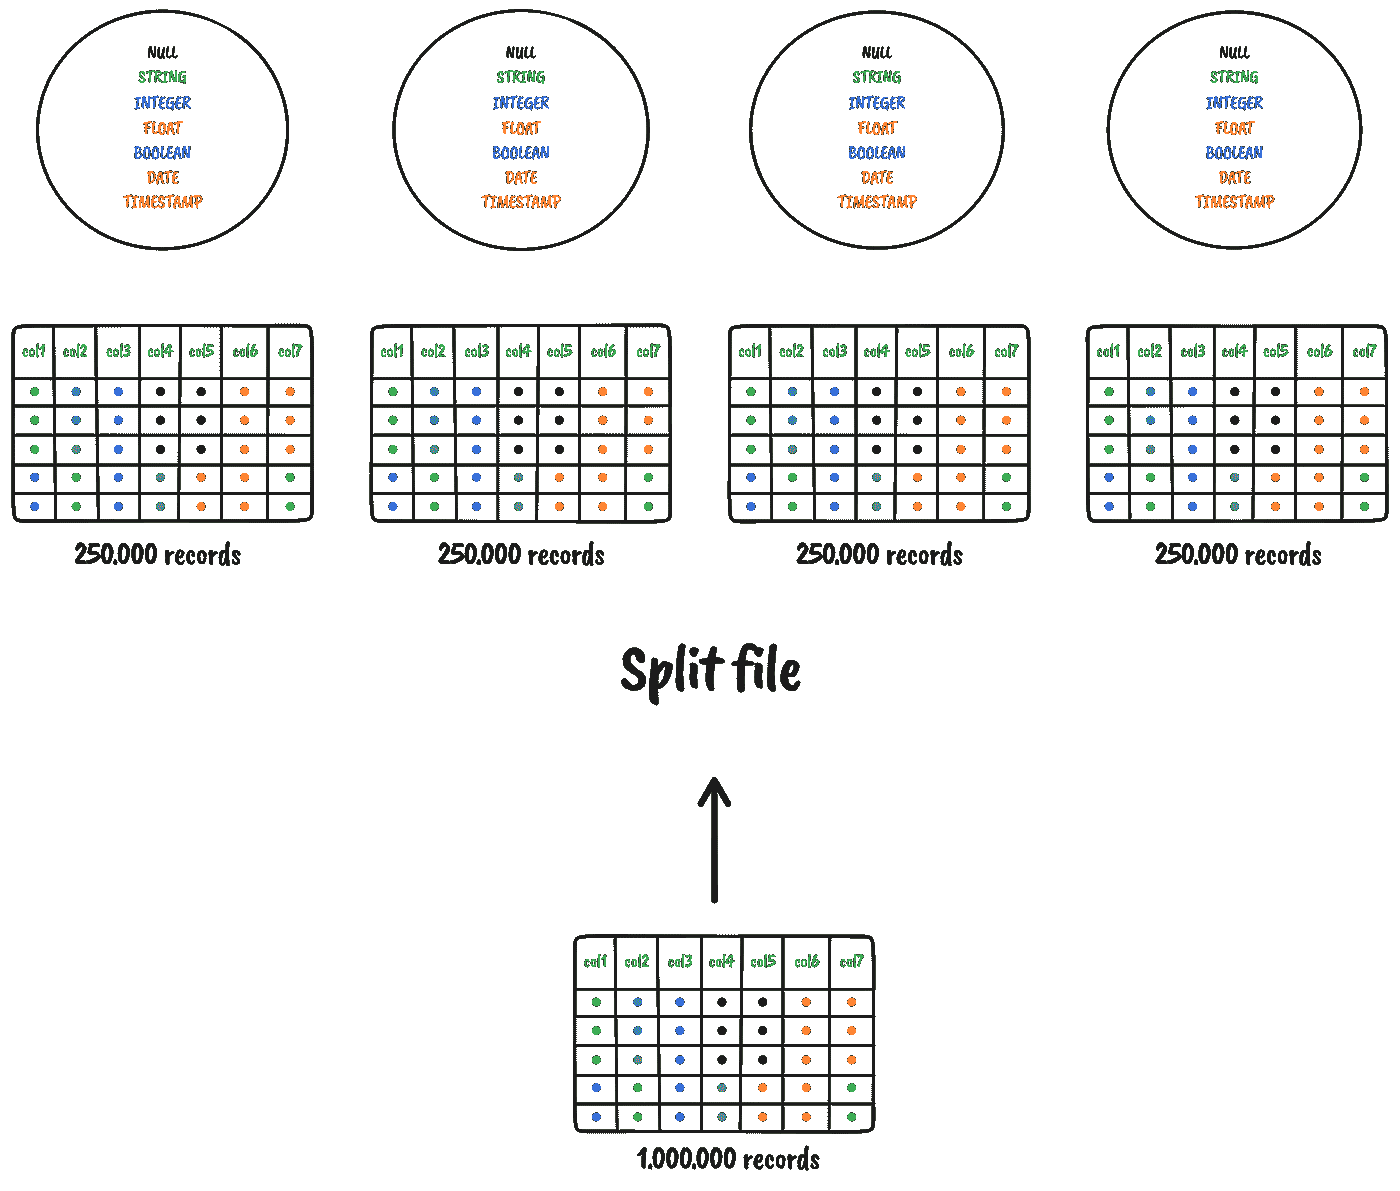 NULL
STRING
INTEGER
FLOAT
BOOLEAN
DATE
TIMESTAMP
NULL
STRING
INTEGER
FLOAT
BOOLEAN
DATE
TIMESTAMP
NULL
STRING
INTEGER
FLOAT
BOOLEAN
DATE
TIMESTAMP
NULL
STRING
INTEGER
FLOAT
BOOLEAN
DATE
TIMESTAMP
col1 col2 col3 col4 col5 col6 col7
250.000 records
col1 col2 col3 col4 col5 col6 col7
250.000 records
col1 col2 col3 col4 col5 col6 col7
250.000 records
col1 col2 col3 col4 col5 col6 col7
250.000 records
Split file
col1 col2 col3 col4 col5 col6 col7
1.000.000 records